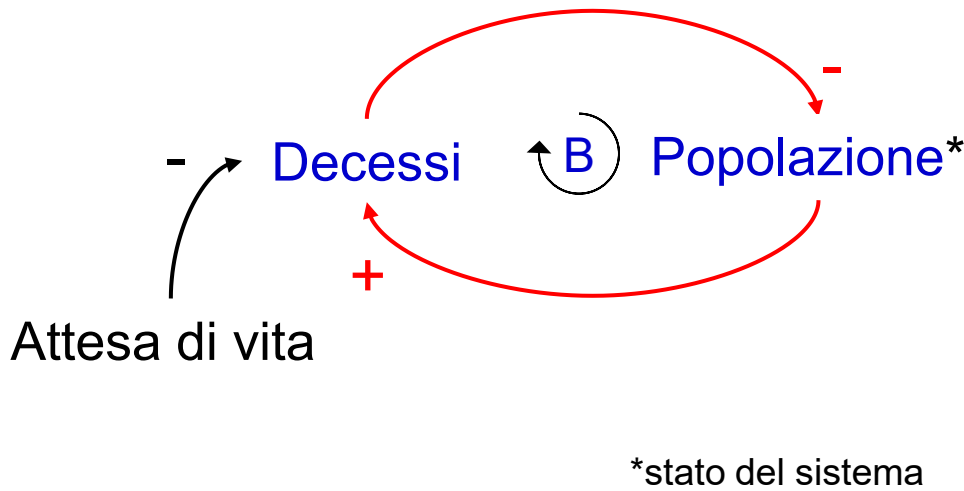 -
-
Decessi
B
Popolazione*
+
Attesa di vita
*stato del sistema